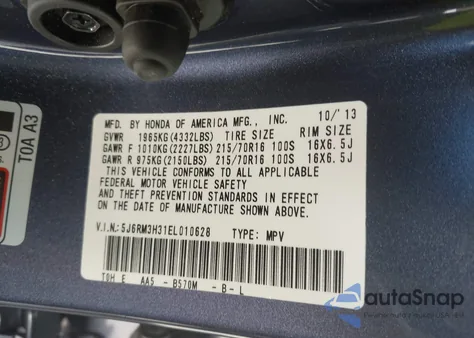 TOA A3
MFD. BY HONDA OF AMERICA MFG., INC. 10/'13
GVWR 1965KG(4332LBS) TIRE SIZE RIM SIZE
GAWR F 1010KG(2227LBS) 215/70R16 100S 16X6.5J
GAWR R 975KG(2150LBS) 215/70R16 100S 16X6.5J
THIS VEHICLE CONFORMS TO ALL APPLICABLE
FEDERAL MOTOR VEHICLE SAFETY
AND THEFT PREVENTION STANDARDS IN EFFECT
ON THE DATE OF MANUFACTURE SHOWN ABOVE.
V.I.N.:5J6RM3H31EL010628 TYPE: MPV
TOH E AA5 - B570M - B - L
autaSnap